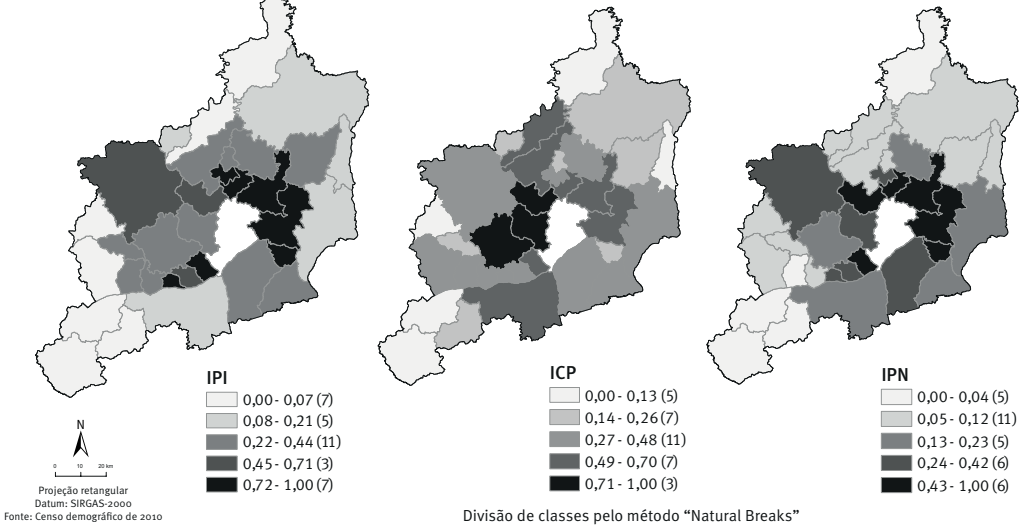 IPI
0,00 - 0,07 (7)
0,08 - 0,21 (5)
0,22 - 0,44 (11)
0,45 - 0,71 (3)
0,72 - 1,00 (7)
ICP
0,00 - 0,13 (5)
0,14 - 0,26 (7)
0,27 - 0,48 (11)
0,49 - 0,70 (7)
0,71 - 1,00 (3)
IPN
0,00 - 0,04 (5)
0,05 - 0,12 (11)
0,13 - 0,23 (5)
0,24 - 0,42 (6)
0,43 - 1,00 (6)
N
0 10 20 km
Projeção retangular
Datum: SIRGAS-2000
Fonte: Censo demográfico de 2010
Divisão de classes pelo método “Natural Breaks”